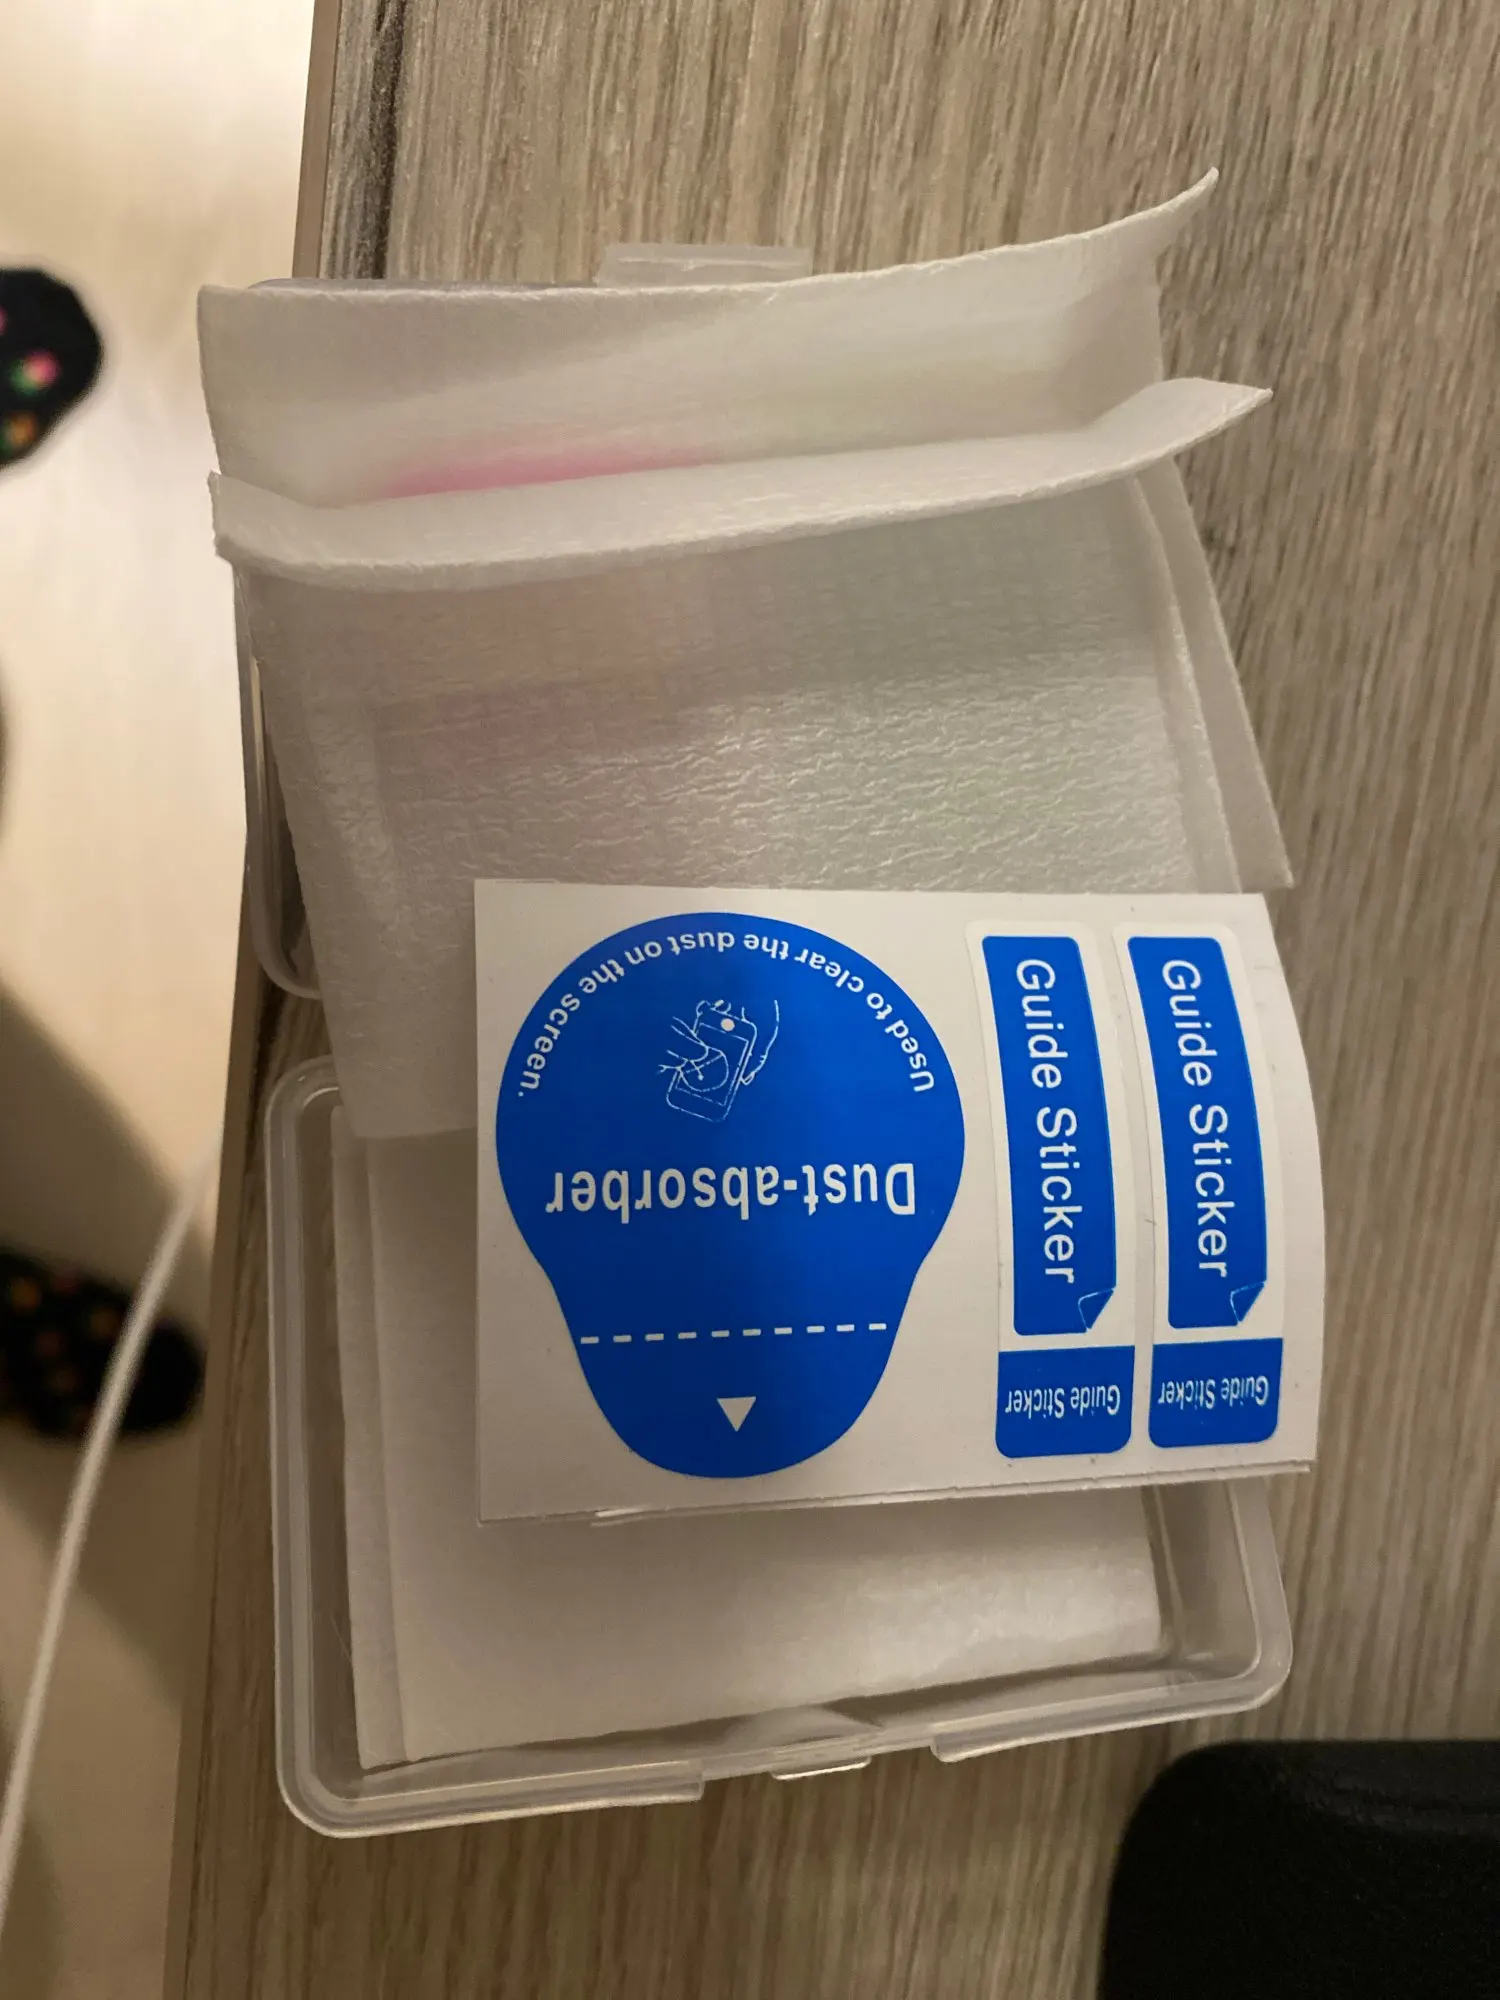 Used to clear the dust on the screen.
Dust-absorber
Guide Sticker
Guide Sticker
Guide Sticker
Guide Sticker